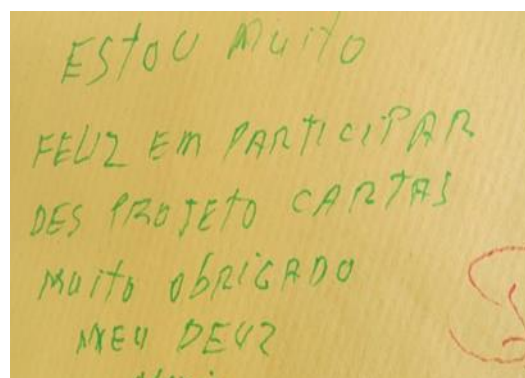 ESTOU MUITO
FELIZ EM PARTICIPAR
DES PROJETO CARTAS
MUITO OBRIGADO
MEU DEUZ